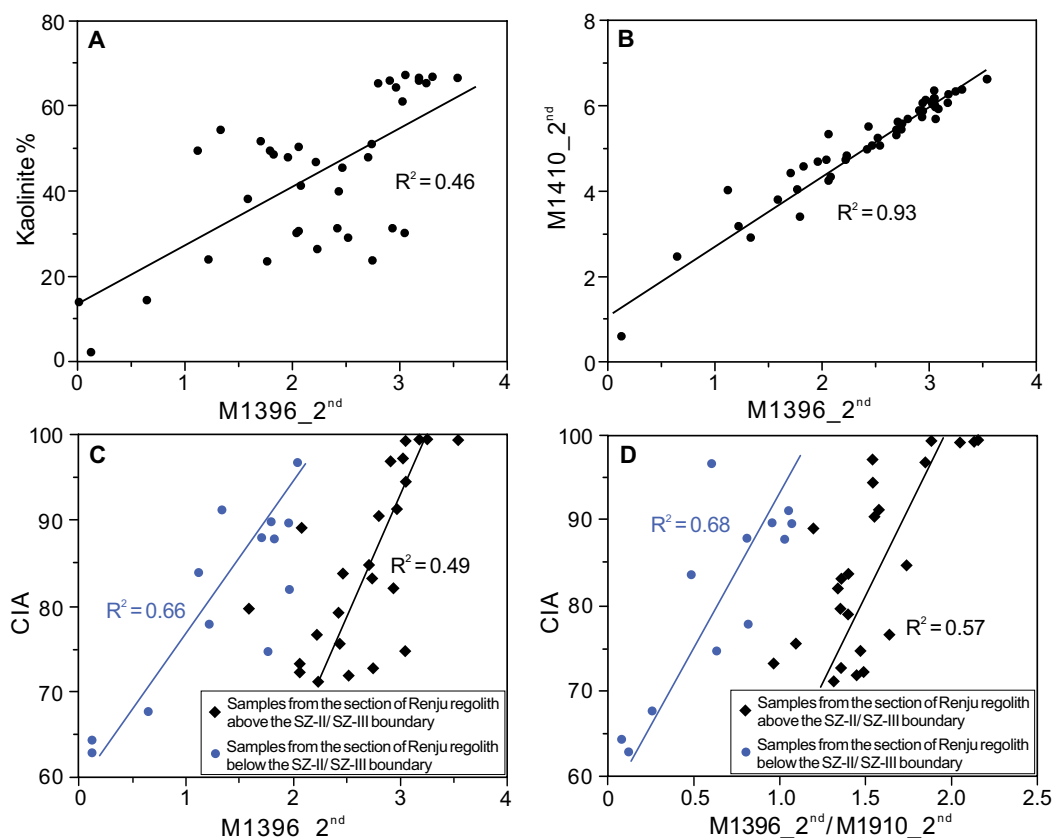 A
Kaolinite %
80
60
40
20
0
0 1 2 3 4
R² = 0.46
M1396_2ⁿᵈ
B
M1410_2ⁿᵈ
8
6
4
2
0
0 1 2 3 4
R² = 0.93
M1396_2ⁿᵈ
C
CIA
100
90
80
70
60
0 1 2 3 4
R² = 0.66
R² = 0.49
Samples from the section of Renju regolith
above the SZ-II/ SZ-III boundary
Samples from the section of Renju regolith
below the SZ-II/ SZ-III boundary
M1396_2ⁿᵈ
D
CIA
100
90
80
70
60
0 0.5 1.0 1.5 2.0 2.5
R² = 0.68
R² = 0.57
Samples from the section of Renju regolith
above the SZ-II/ SZ-III boundary
Samples from the section of Renju regolith
below the SZ-II/ SZ-III boundary
M1396_2ⁿᵈ/M1910_2ⁿᵈ